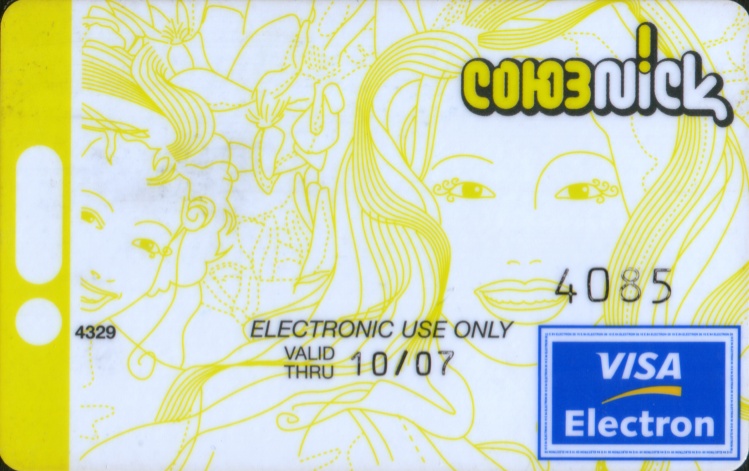 союзNick
4085
4329
ELECTRONIC USE ONLY
VALID THRU 10/07
VISA
Electron